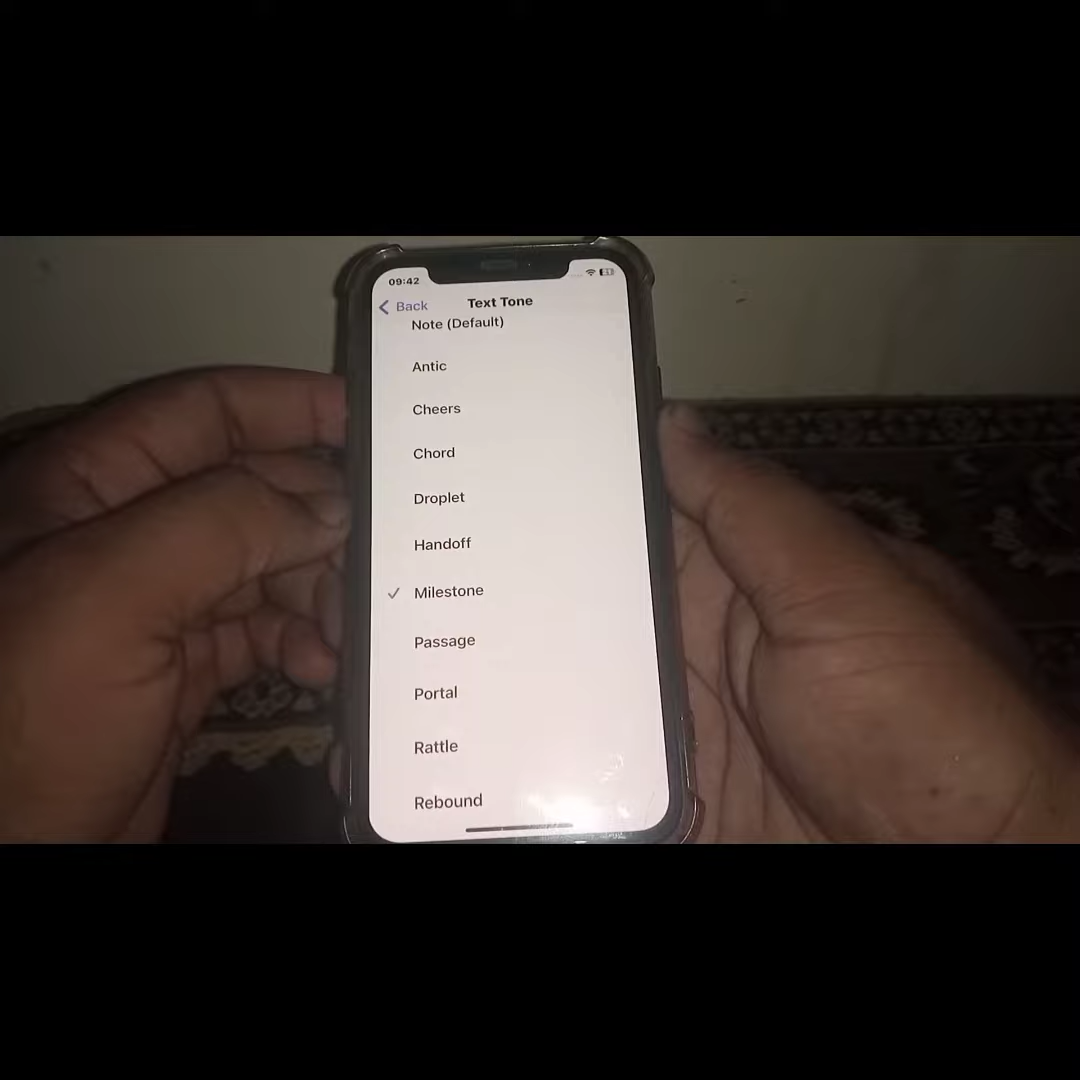 09:42
Back
Text Tone
Note (Default)
Antic
Cheers
Chord
Droplet
Handoff
Milestone
Passage
Portal
Rattle
Rebound